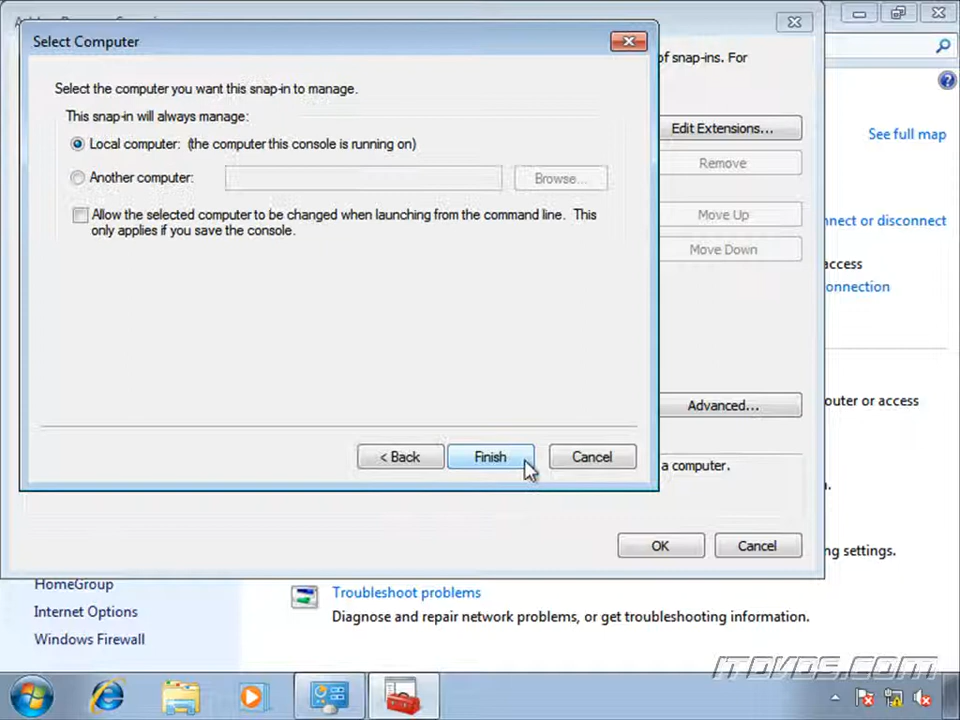 Select Computer
of snap-ins. For
Select the computer you want this snap-in to manage.
This snap-in will always manage:
Local computer: (the computer this console is running on)
Another computer:
Browse...
Allow the selected computer to be changed when launching from the command line. This
only applies if you save the console.
< Back
Finish
Cancel
Edit Extensions...
Remove
Move Up
Move Down
Advanced...
a computer.
OK
Cancel
See full map
nnect or disconnect
access
onnection
outer or access
ng settings.
HomeGroup
Internet Options
Windows Firewall
Troubleshoot problems
Diagnose and repair network problems, or get troubleshooting information.
ITDVDS.COM